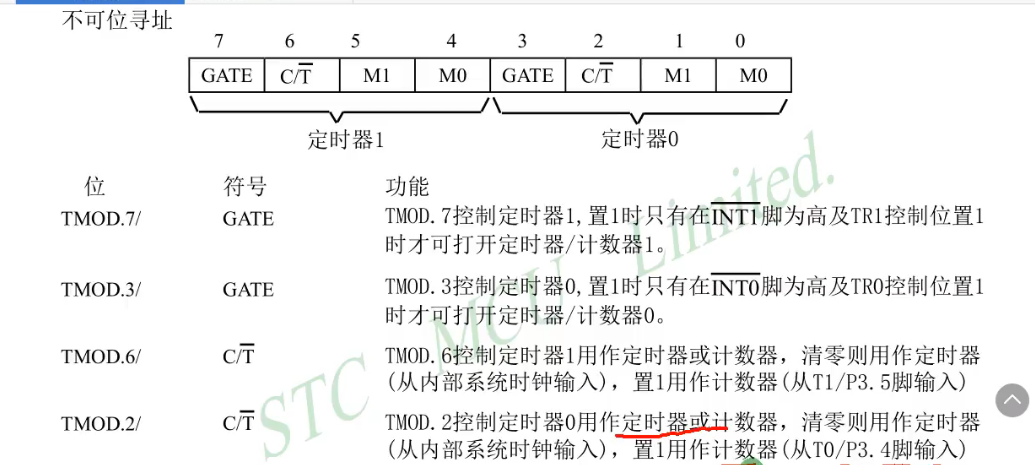 不可位寻址
7 6 5 4 3 2 1 0
GATE C/T̅ M1 M0 GATE C/T̅ M1 M0
定时器1 定时器0
位 符号 功能
TMOD.7/ GATE TMOD.7控制定时器1,置1时只有在I̅N̅T̅1̅脚为高及TR1控制位置1
时才可打开定时器/计数器1。
TMOD.3/ GATE TMOD.3控制定时器0,置1时只有在I̅N̅T̅0̅脚为高及TR0控制位置1
时才可打开定时器/计数器0。
TMOD.6/ C/T̅ TMOD.6控制定时器1用作定时器或计数器，清零则用作定时器
(从内部系统时钟输入)，置1用作计数器(从T1/P3.5脚输入)
TMOD.2/ C/T̅ TMOD.2控制定时器0用作定时器或计数器，清零则用作定时器
(从内部系统时钟输入)，置1用作计数器(从T0/P3.4脚输入)
STC MCU Limited.